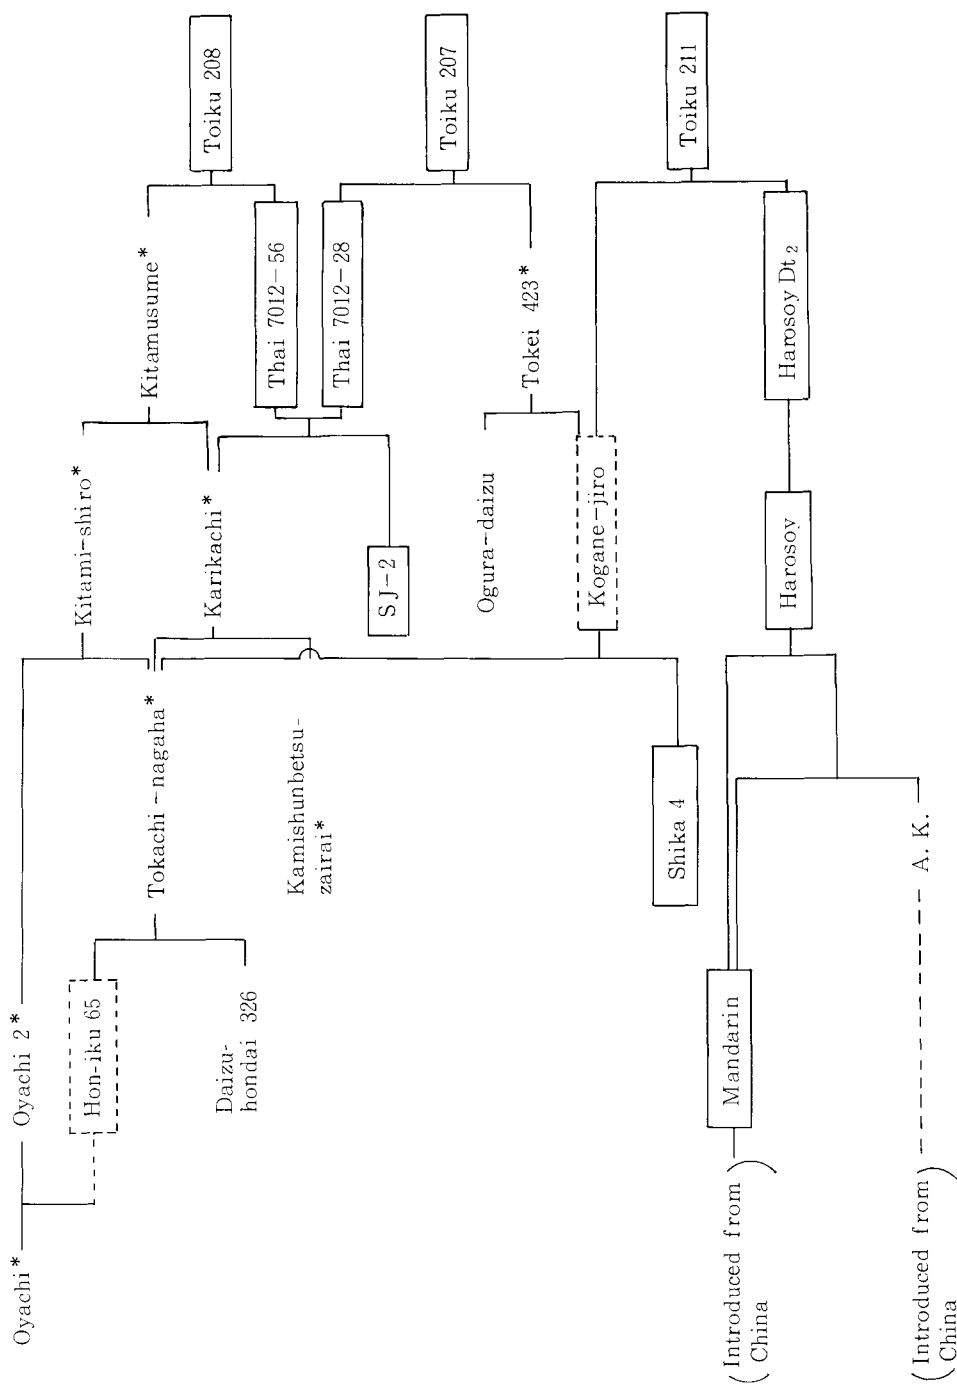 Oyachi*
Oyachi 2*
Hon-iku 65
Daizu-
hondai 326
Tokachi-nagaha*
Kamishunbetsu-
zairai*
Kitami-shiro*
Karikachi*
SJ-2
Kitamusume*
Thai 7012-56
Thai 7012-28
Toiku 208
Toiku 207
Ogura-daizu
Tokei 423*
Kogane-jiro
Shika 4
Toiku 211
(Introduced from
China)
Mandarin
Harosoy
Harosoy Dt2
(Introduced from
China)
A. K.